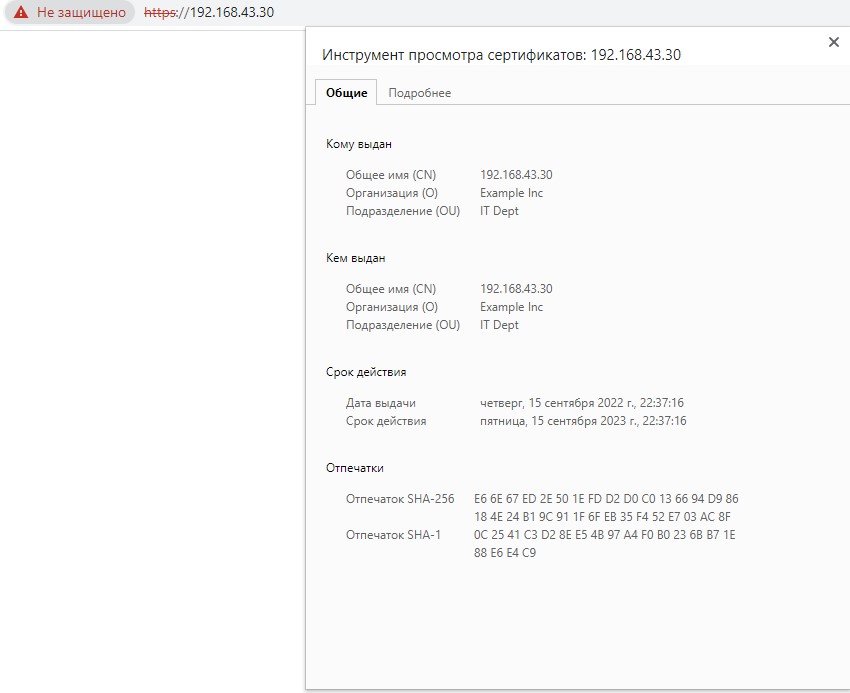 Не защищено https://192.168.43.30
Инструмент просмотра сертификатов: 192.168.43.30
Общие Подробнее
Кому выдан
Общее имя (CN) 192.168.43.30
Организация (O) Example Inc
Подразделение (OU) IT Dept
Кем выдан
Общее имя (CN) 192.168.43.30
Организация (O) Example Inc
Подразделение (OU) IT Dept
Срок действия
Дата выдачи четверг, 15 сентября 2022 г., 22:37:16
Срок действия пятница, 15 сентября 2023 г., 22:37:16
Отпечатки
Отпечаток SHA-256 E6 6E 67 ED 2E 50 1E FD D2 D0 C0 13 66 94 D9 86
18 4E 24 B1 9C 91 1F 6F EB 35 F4 52 E7 03 AC 8F
Отпечаток SHA-1 0C 25 41 C3 D2 8E E5 4B 97 A4 F0 B0 23 6B B7 1E
88 E6 E4 C9